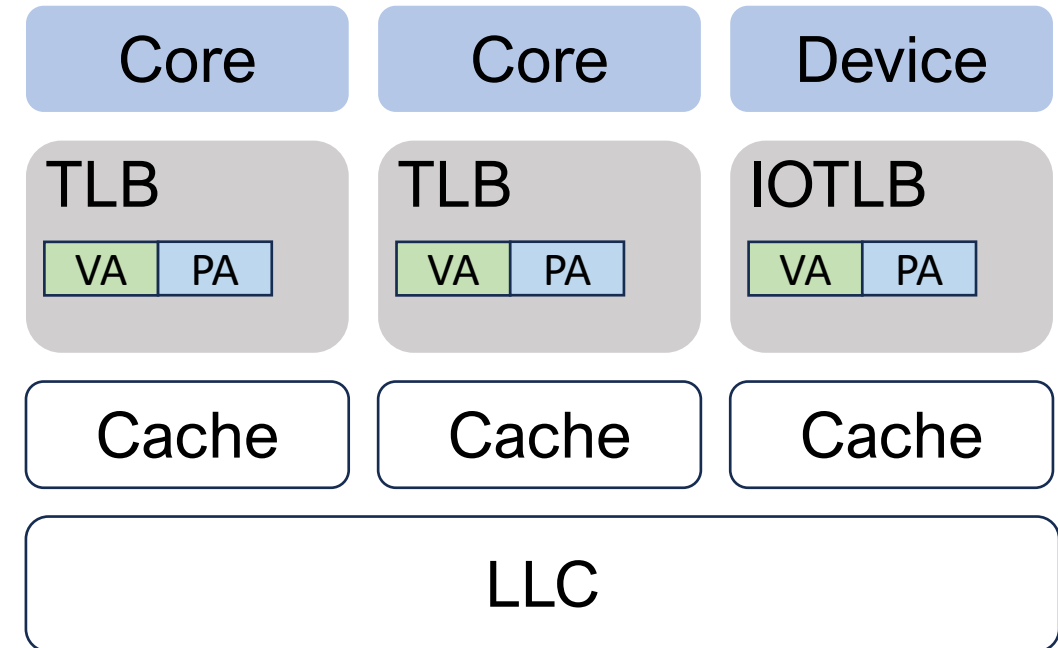 Core Core Device
TLB TLB IOTLB
VA PA VA PA VA PA
Cache Cache Cache
LLC